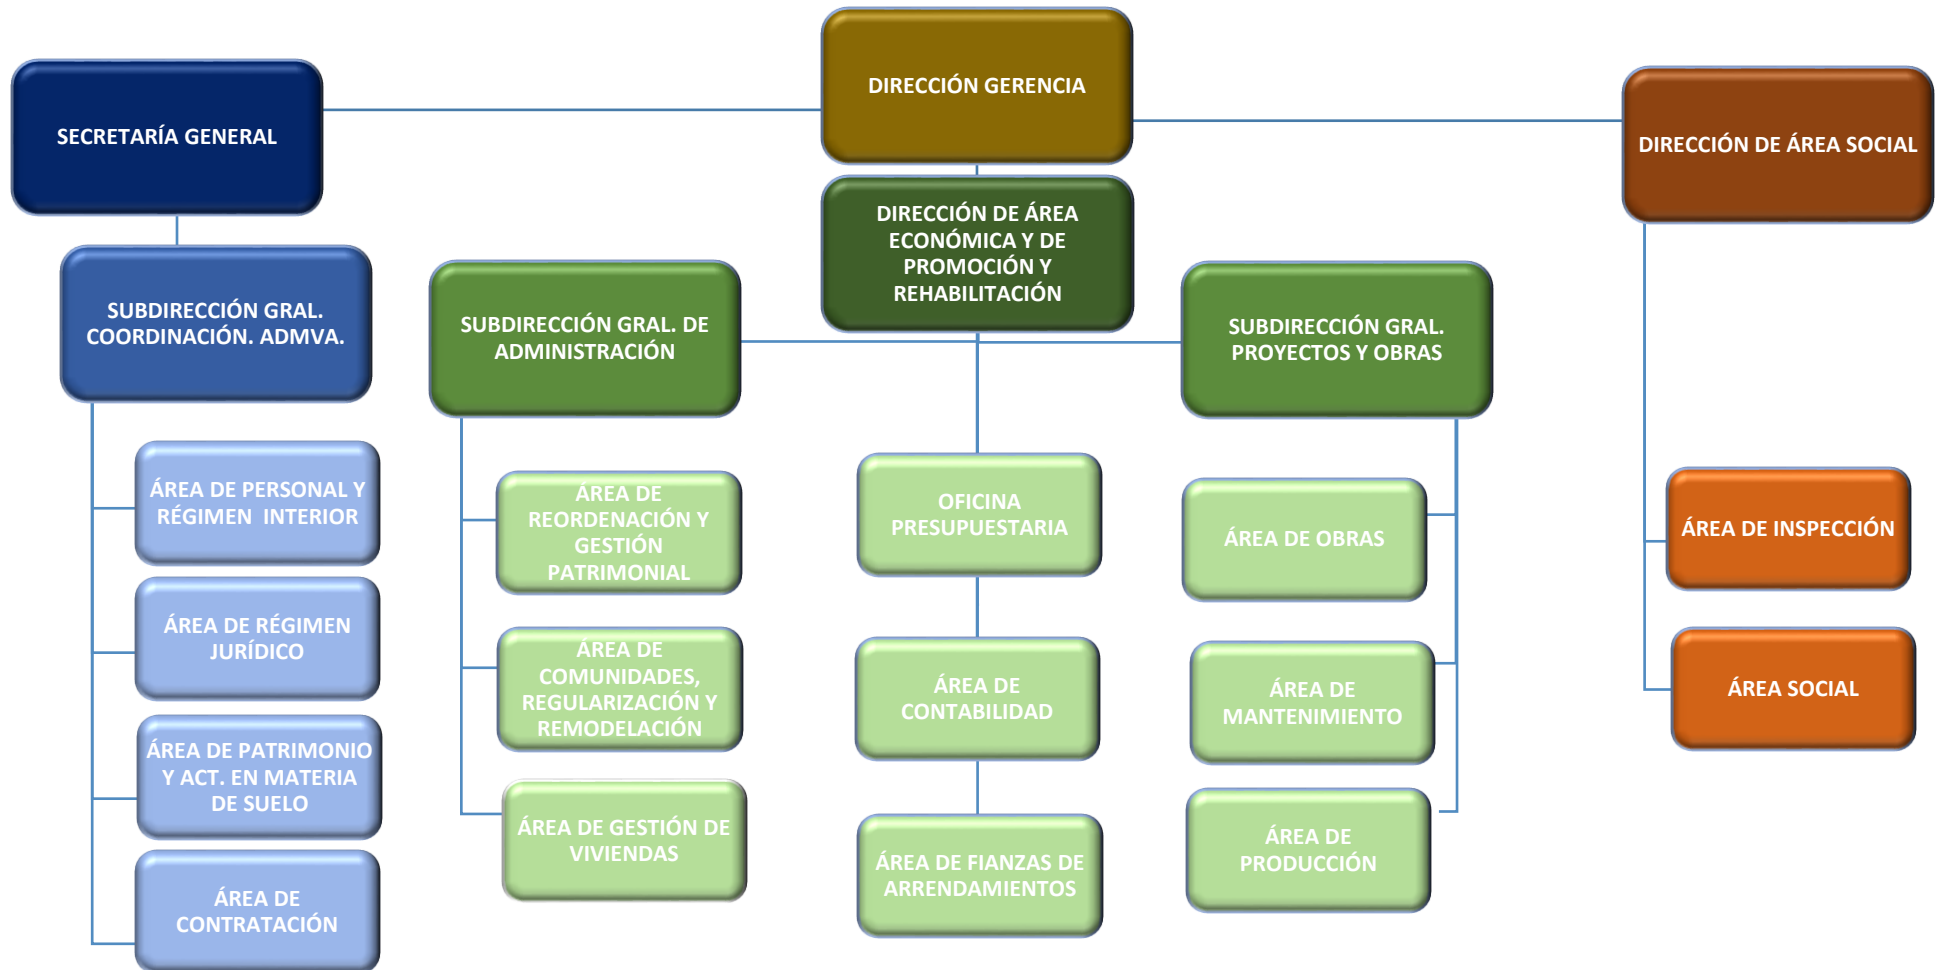 DIRECCIÓN GERENCIA
SECRETARÍA GENERAL
DIRECCIÓN DE ÁREA SOCIAL
DIRECCIÓN DE ÁREA
ECONÓMICA Y DE
PROMOCIÓN Y
REHABILITACIÓN
SUBDIRECCIÓN GRAL.
COORDINACIÓN. ADMVA.
SUBDIRECCIÓN GRAL. DE
ADMINISTRACIÓN
SUBDIRECCIÓN GRAL.
PROYECTOS Y OBRAS
ÁREA DE PERSONAL Y
RÉGIMEN  INTERIOR
ÁREA DE RÉGIMEN
JURÍDICO
ÁREA DE PATRIMONIO
Y ACT. EN MATERIA
DE SUELO
ÁREA DE
CONTRATACIÓN
ÁREA DE
REORDENACIÓN Y
GESTIÓN
PATRIMONIAL
ÁREA DE
COMUNIDADES,
REGULARIZACIÓN Y
REMODELACIÓN
ÁREA DE GESTIÓN DE
VIVIENDAS
OFICINA
PRESUPUESTARIA
ÁREA DE
CONTABILIDAD
ÁREA DE FIANZAS DE
ARRENDAMIENTOS
ÁREA DE OBRAS
ÁREA DE
MANTENIMIENTO
ÁREA DE
PRODUCCIÓN
ÁREA DE INSPECCIÓN
ÁREA SOCIAL